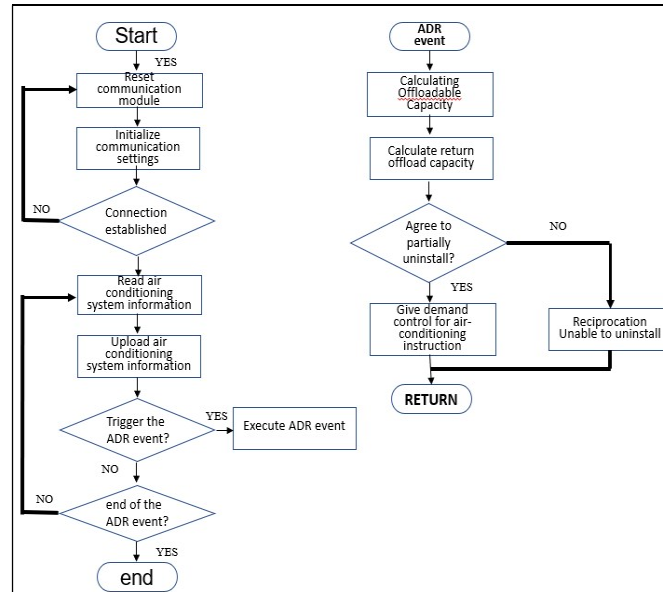 Start
YES
Reset
communication
module
Initialize
communication
settings
NO
Connection
established
Read air
conditioning
system information
Upload air
conditioning
system information
Trigger the
ADR event?
YES
Execute ADR event
NO
NO
end of the
ADR event?
YES
end
ADR
event
Calculating
Offloadable
Capacity
Calculate return
offload capacity
Agree to
partially
uninstall?
NO
YES
Give demand
control for air-
conditioning
instruction
Reciprocation
Unable to uninstall
RETURN